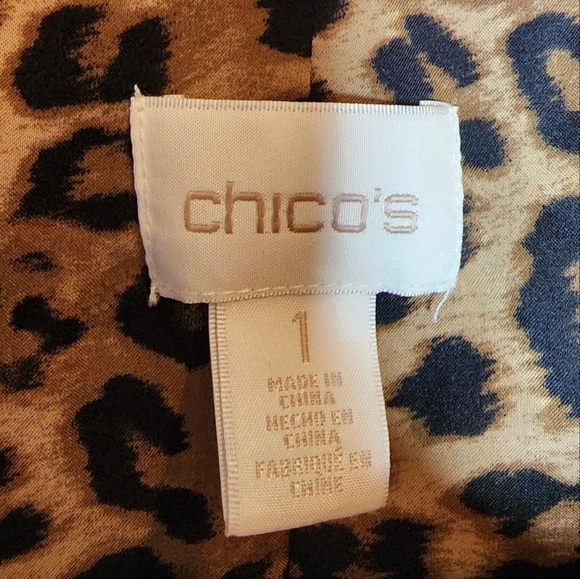 chico's
1
MADE IN
CHINA
HECHO EN
CHINA
FABRIQUÉ EN
CHINE